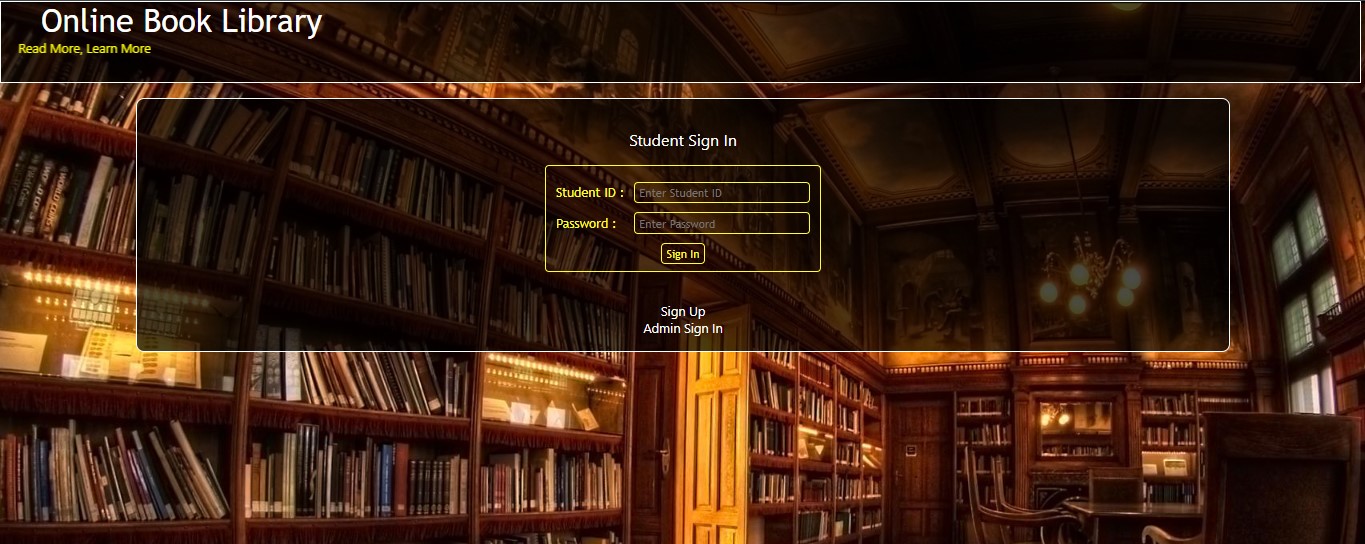 Online Book Library
Read More, Learn More
Student Sign In
Student ID : Enter Student ID
Password : Enter Password
Sign In
Sign Up
Admin Sign In